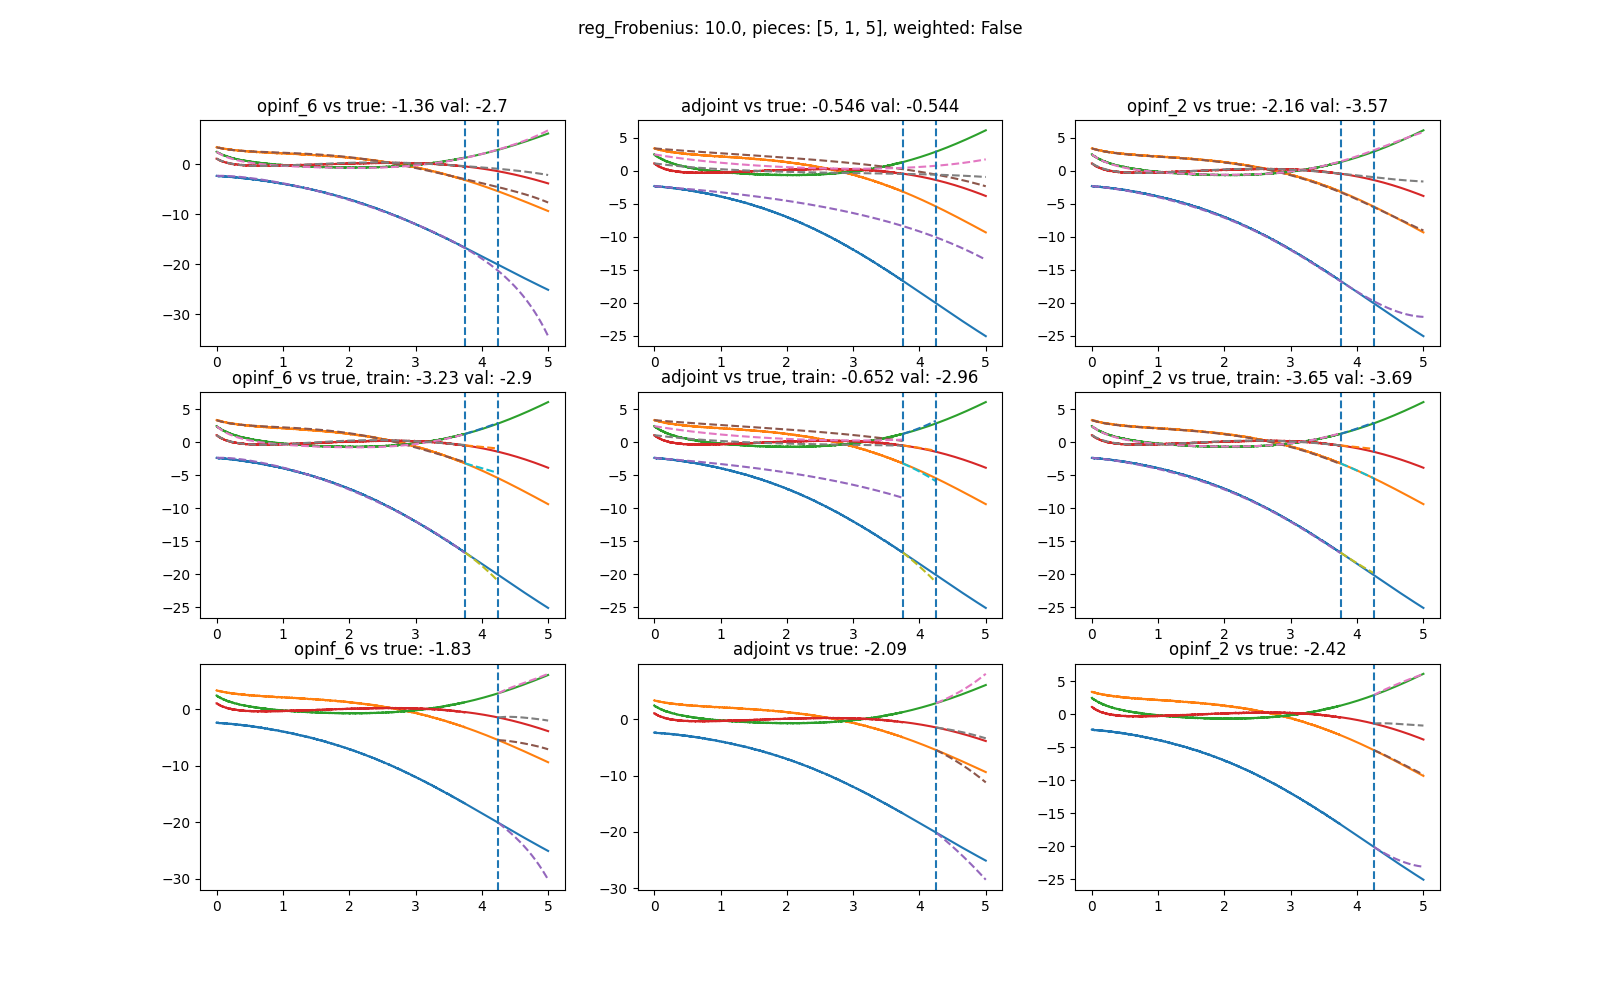 reg_Frobenius: 10.0, pieces: [5, 1, 5], weighted: False
opinf_6 vs true: -1.36 val: -2.7
0
−10
−20
−30
0 1 2 3 4 5
adjoint vs true: -0.546 val: -0.544
5
0
−5
−10
−15
−20
−25
0 1 2 3 4 5
opinf_2 vs true: -2.16 val: -3.57
5
0
−5
−10
−15
−20
−25
0 1 2 3 4 5
opinf_6 vs true, train: -3.23 val: -2.9
5
0
−5
−10
−15
−20
−25
0 1 2 3 4 5
adjoint vs true, train: -0.652 val: -2.96
5
0
−5
−10
−15
−20
−25
0 1 2 3 4 5
opinf_2 vs true, train: -3.65 val: -3.69
5
0
−5
−10
−15
−20
−25
0 1 2 3 4 5
opinf_6 vs true: -1.83
0
−10
−20
−30
0 1 2 3 4 5
adjoint vs true: -2.09
0
−10
−20
−30
0 1 2 3 4 5
opinf_2 vs true: -2.42
5
0
−5
−10
−15
−20
−25
0 1 2 3 4 5